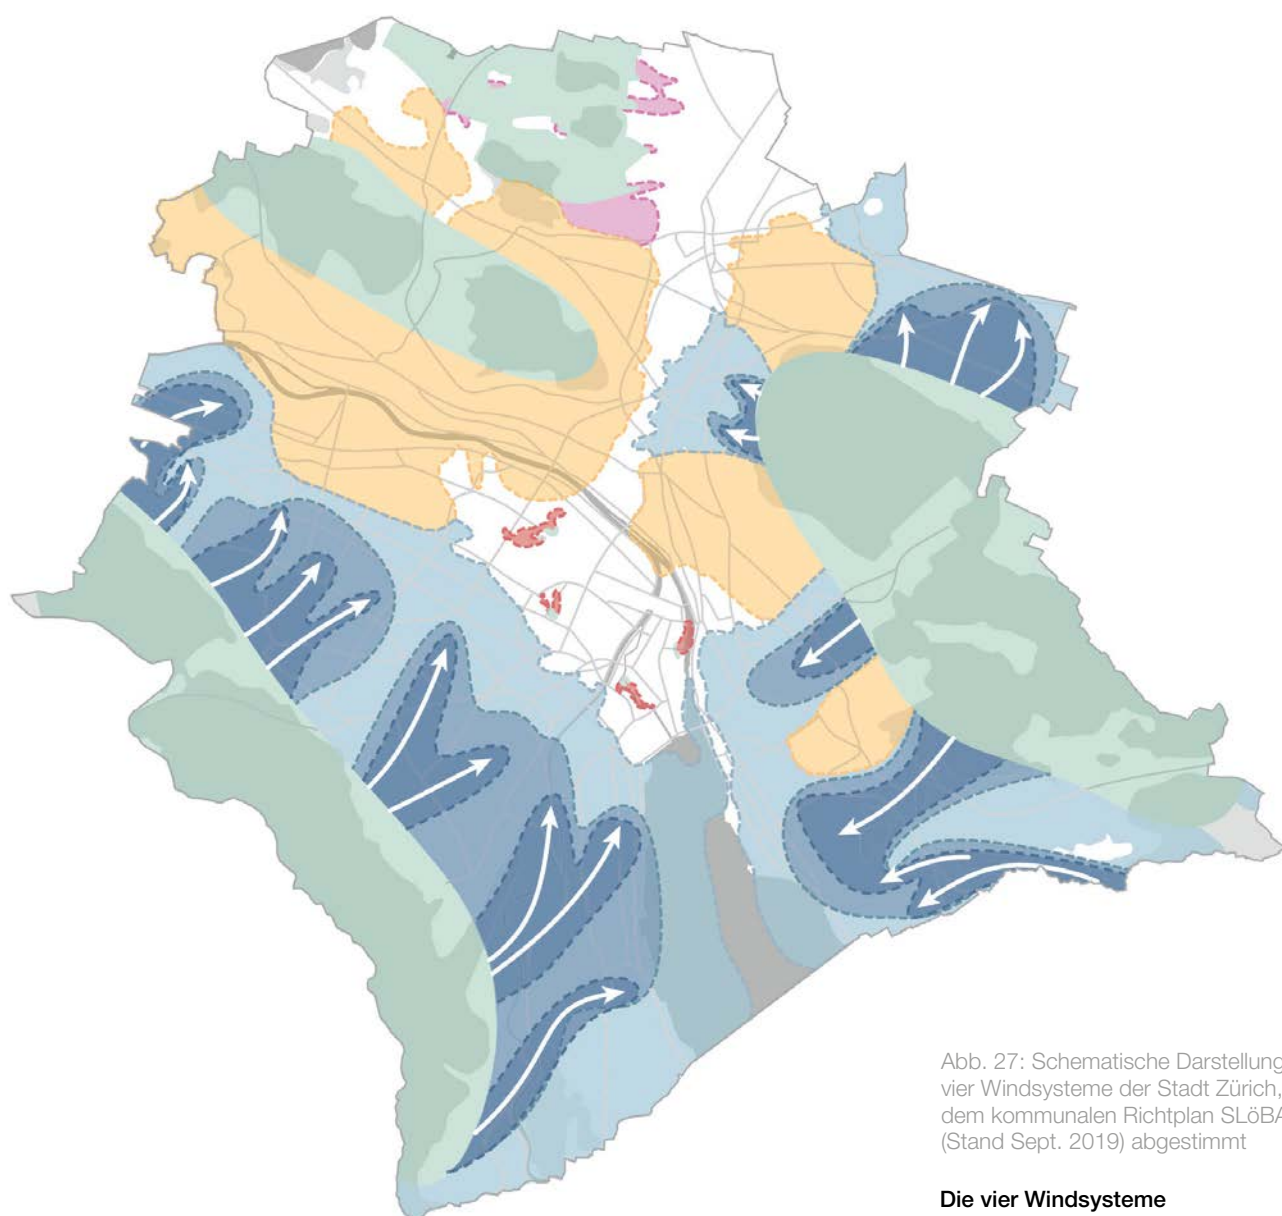 Abb. 27: Schematische Darstellung
vier Windsysteme der Stadt Zürich,
dem kommunalen Richtplan SLöBA
(Stand Sept. 2019) abgestimmt
Die vier Windsysteme